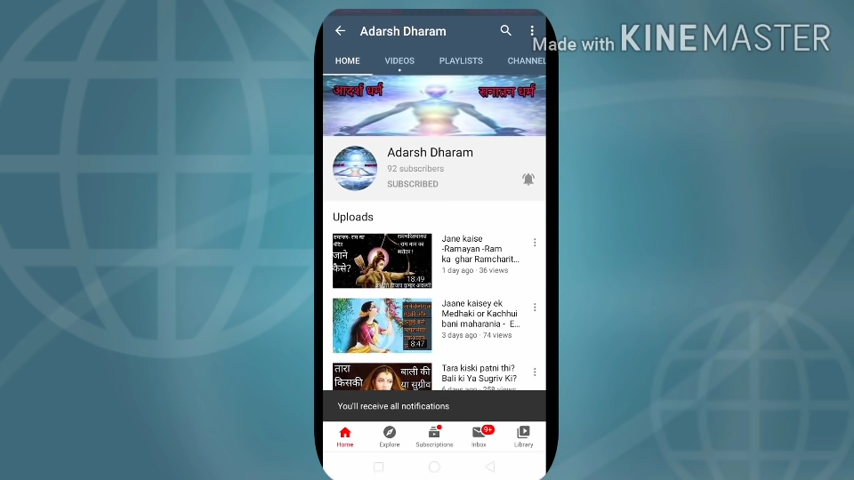 Adarsh Dharam
Made with KINEMASTER
HOME VIDEOS PLAYLISTS CHANNEL
आदर्श धर्म सनातन धर्म
Adarsh Dharam
92 subscribers
SUBSCRIBED
Uploads
जाने
कैसे?
18:49
Jane kaise
-Ramayan -Ram
ka ghar Ramcharit...
1 day ago · 36 views
8:47
Jaane kaisey ek
Medhaki or Kachhui
bani maharania - E...
3 days ago · 74 views
तारा
किसकी
बाली की
या सुग्रीव
Tara kiski patni thi?
Bali ki Ya Sugriv Ki?
You'll receive all notifications
9+
Home Explore Subscriptions Inbox Library